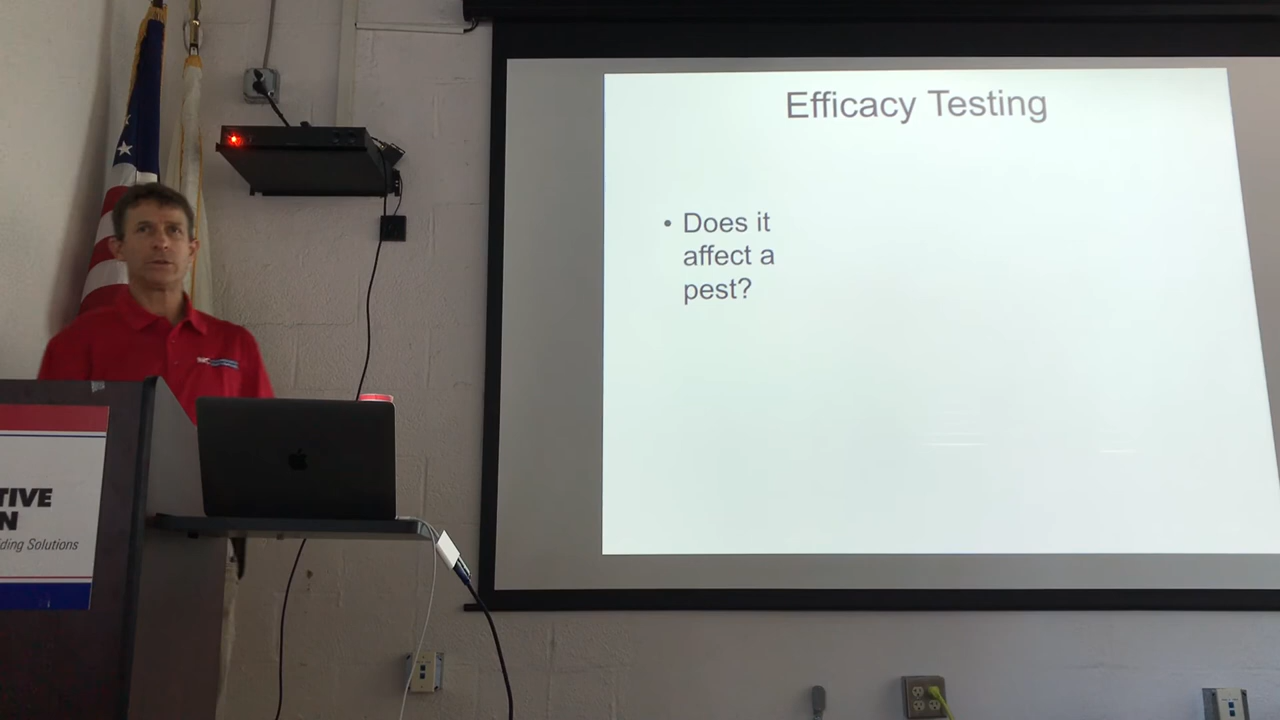 Efficacy Testing
• Does it
affect a
pest?
TIVE
N
ding Solutions